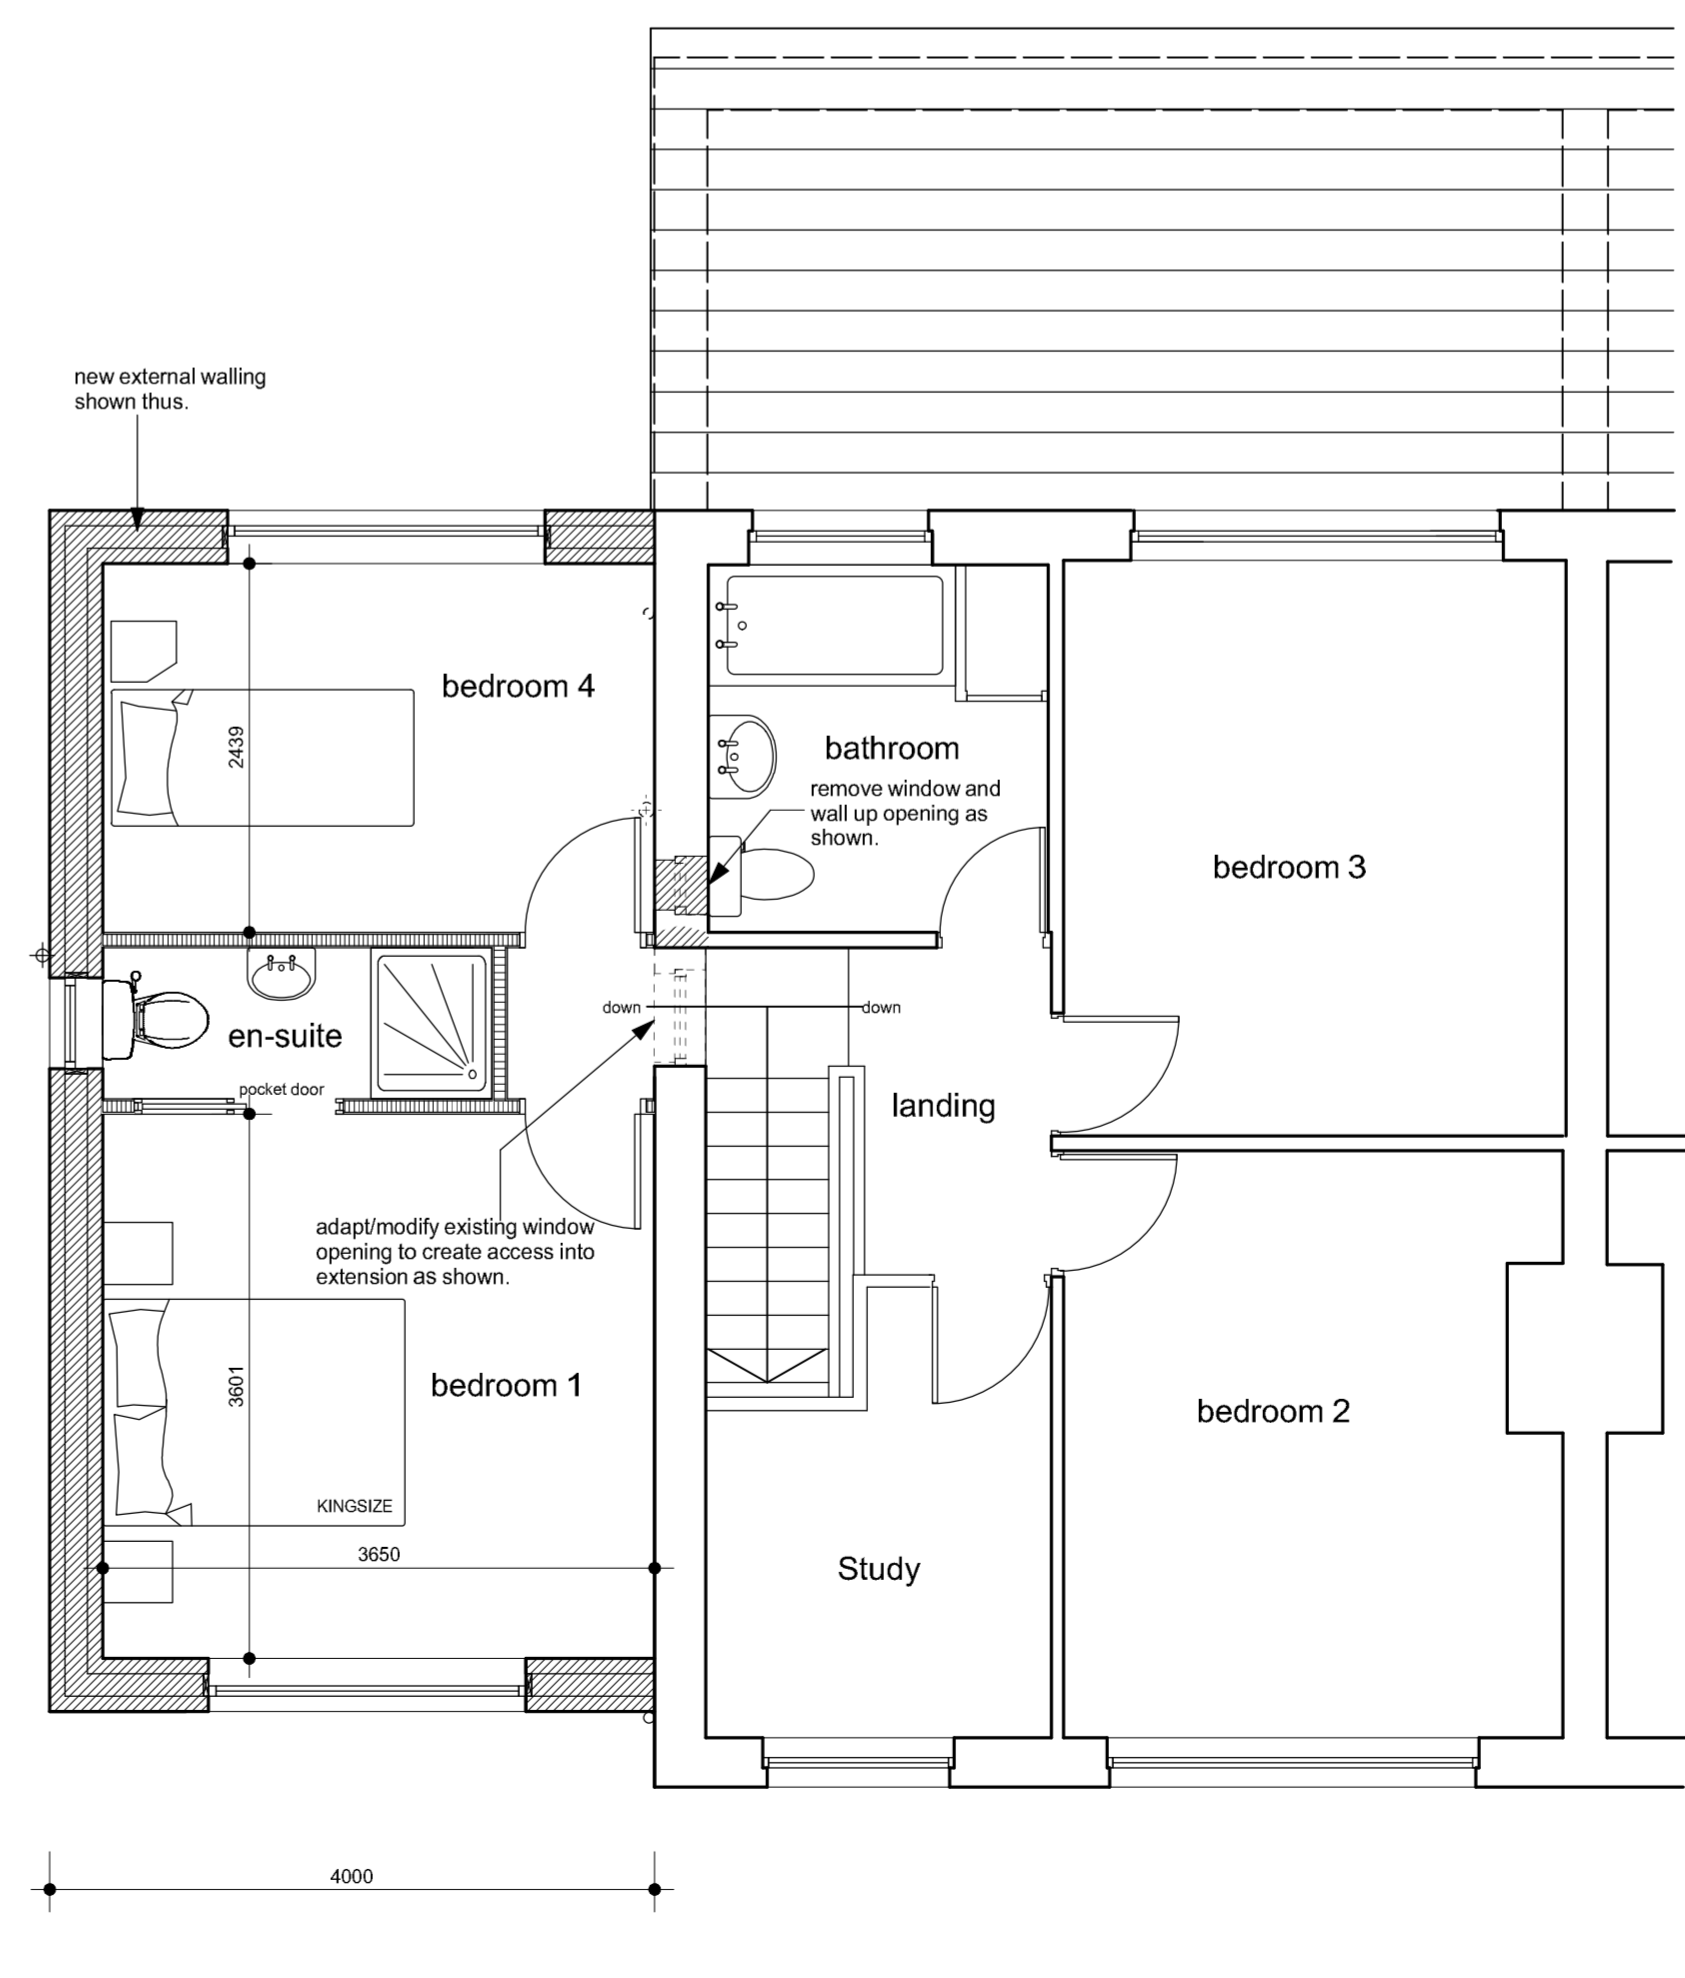 new external walling
shown thus.
bedroom 4
2439
bathroom
remove window and
wall up opening as
shown.
bedroom 3
down
down
en-suite
pocket door
landing
adapt/modify existing window
opening to create access into
extension as shown.
3601
bedroom 1
bedroom 2
KINGSIZE
3650
Study
4000